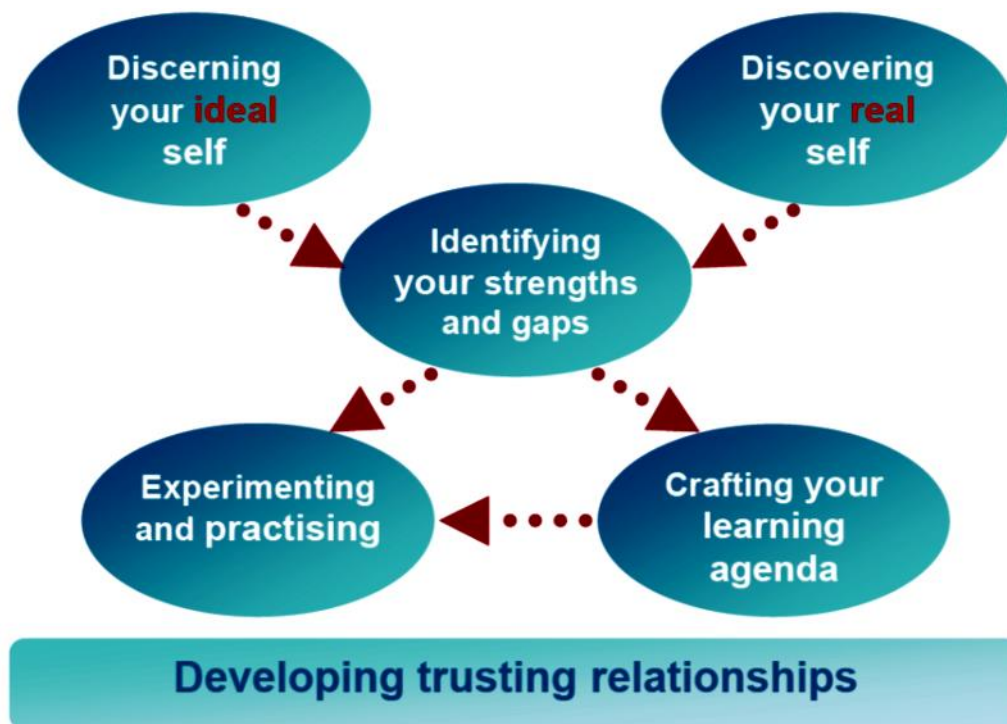 Discerning
your ideal
self
Discovering
your real
self
Identifying
your strengths
and gaps
Experimenting
and practising
Crafting your
learning
agenda
Developing trusting relationships